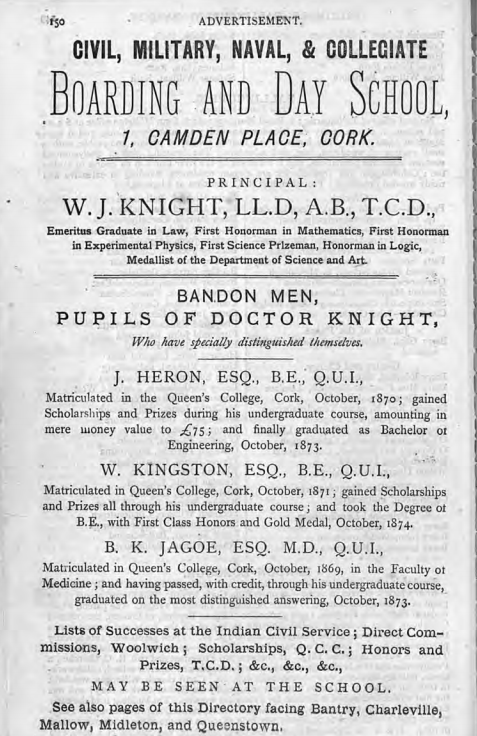 150 ADVERTISEMENT.
CIVIL, MILITARY, NAVAL, & COLLEGIATE
BOARDING AND DAY SCHOOL,
1, CAMDEN PLACE, CORK.
PRINCIPAL:
W. J. KNIGHT, LL.D, A.B., T.C.D.,
Emeritus Graduate in Law, First Honorman in Mathematics, First Honorman
in Experimental Physics, First Science Prizeman, Honorman in Logic,
Medallist of the Department of Science and Art.
BANDON MEN,
PUPILS OF DOCTOR KNIGHT,
Who have specially distinguished themselves.
J. HERON, ESQ., B.E., Q.U.I.,
Matriculated in the Queen's College, Cork, October, 1870; gained
Scholarships and Prizes during his undergraduate course, amounting in
mere money value to £75; and finally graduated as Bachelor of
Engineering, October, 1873.
W. KINGSTON, ESQ., B.E., Q.U.I.,
Matriculated in Queen's College, Cork, October, 1871; gained Scholarships
and Prizes all through his undergraduate course; and took the Degree of
B.E., with First Class Honors and Gold Medal, October, 1874.
B. K. JAGOE, ESQ. M.D., Q.U.I.,
Matriculated in Queen's College, Cork, October, 1869, in the Faculty of
Medicine; and having passed, with credit, through his undergraduate course,
graduated on the most distinguished answering, October, 1873.
Lists of Successes at the Indian Civil Service; Direct Com-
missions, Woolwich; Scholarships, Q. C. C.; Honors and
Prizes, T.C.D.; &c., &c., &c.,
MAY BE SEEN AT THE SCHOOL.
See also pages of this Directory facing Bantry, Charleville,
Mallow, Midleton, and Queenstown.